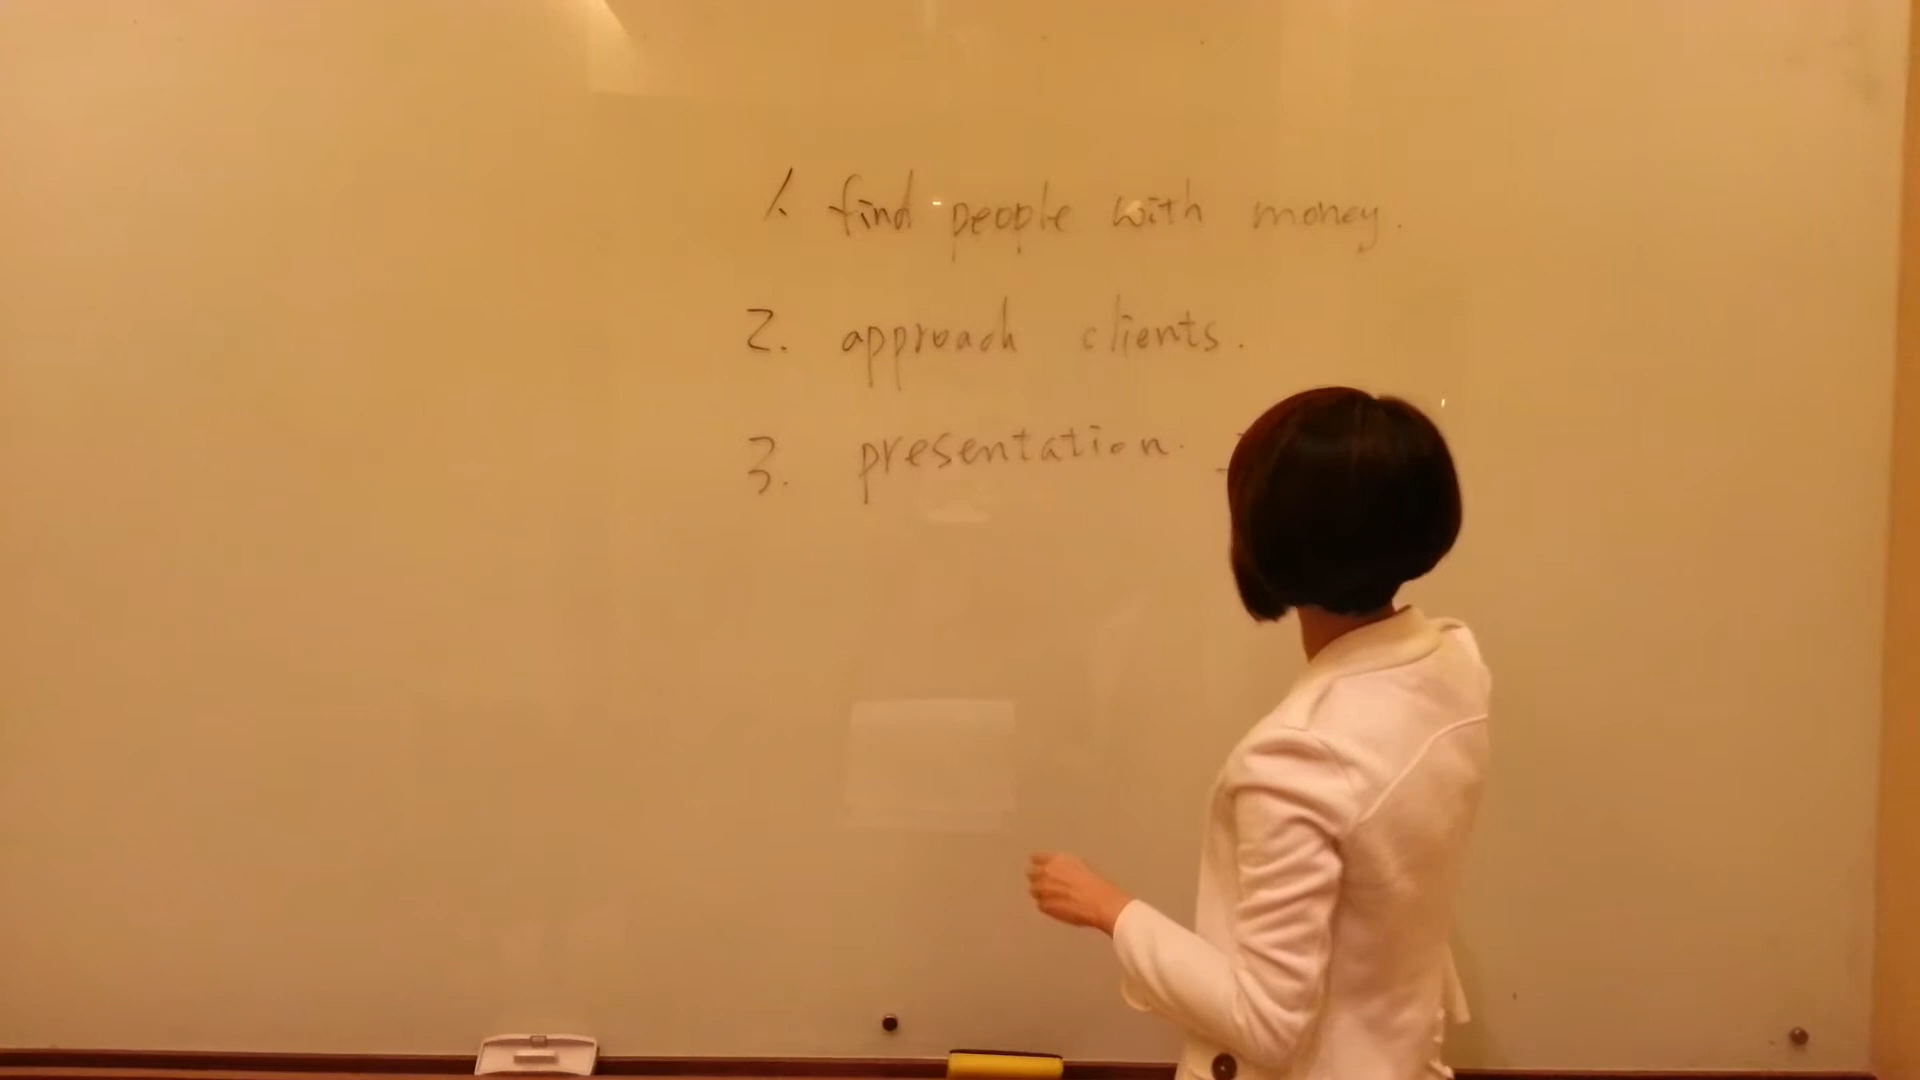 1. find people with money.
2. approach clients.
3. presentation.